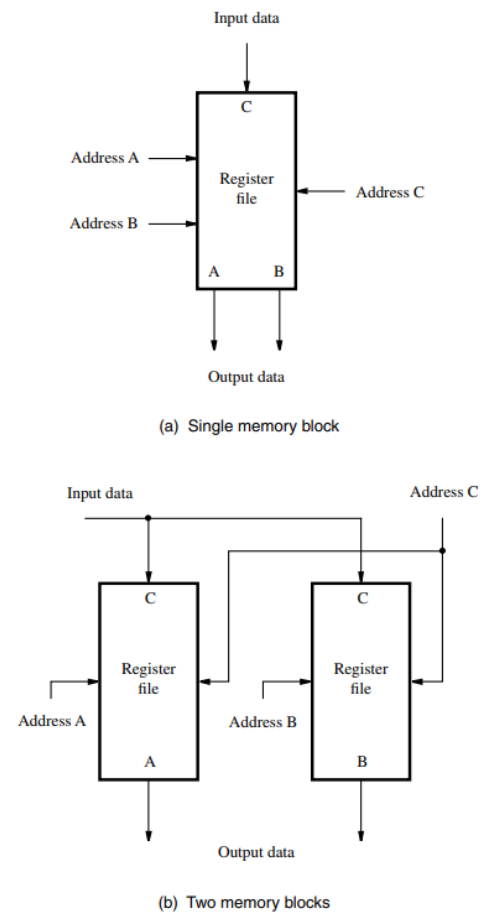 Input data
C
Address A
Register
file
Address C
Address B
A B
Output data
(a) Single memory block
Input data Address C
C C
Register Register
file file
Address A Address B
A B
Output data
(b) Two memory blocks